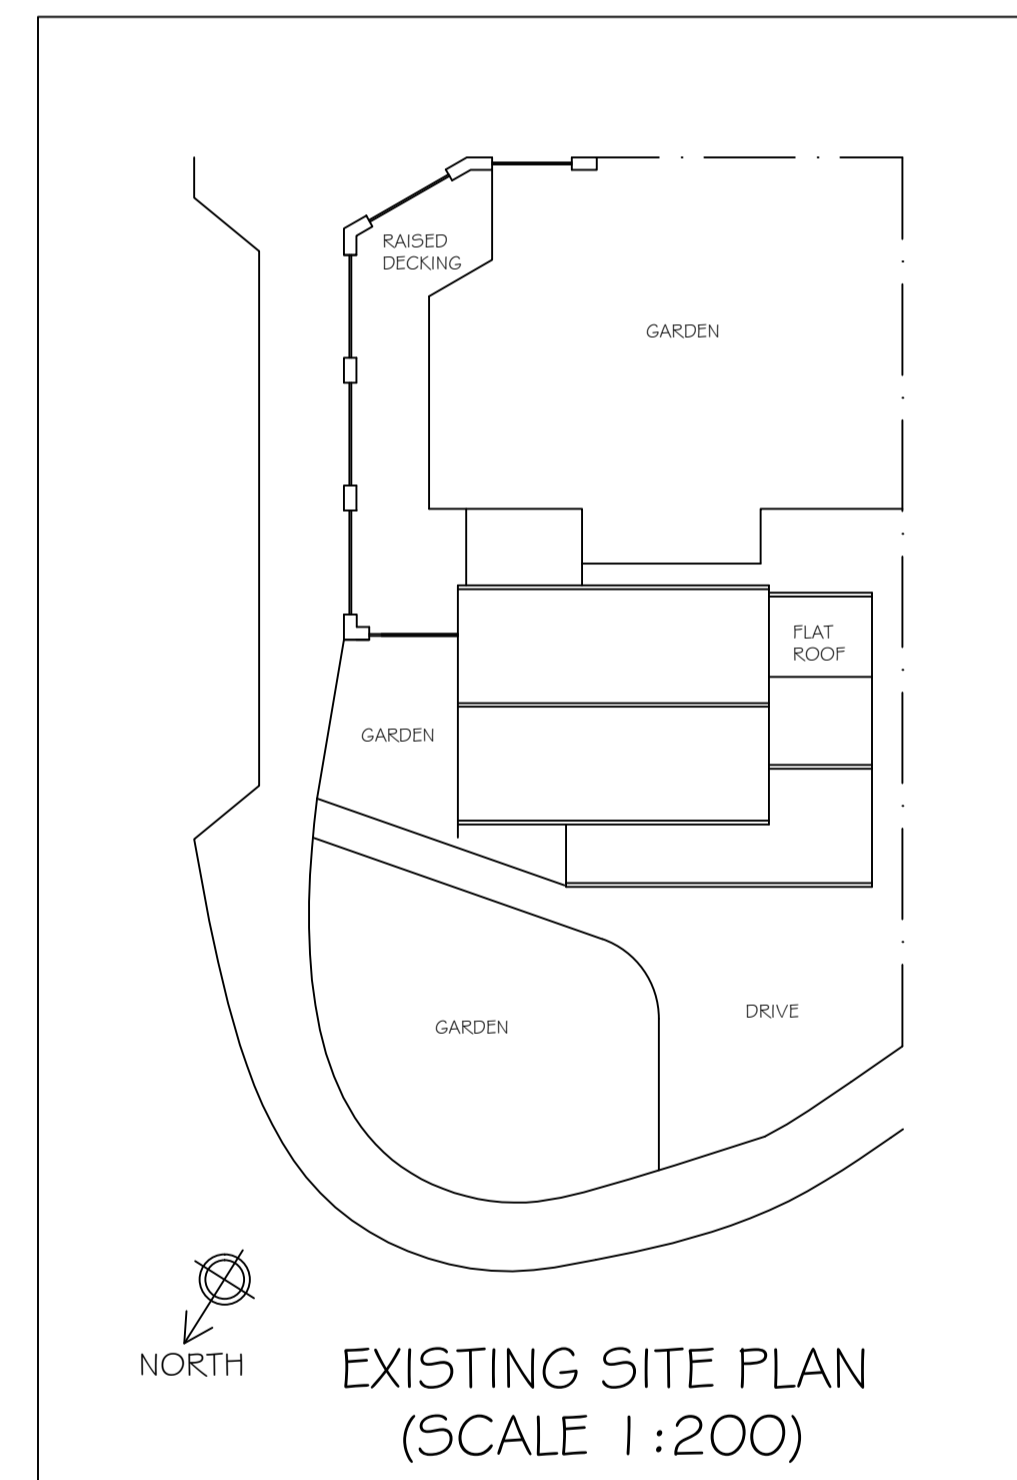 RAISED
DECKING
GARDEN
FLAT
ROOF
GARDEN
DRIVE
GARDEN
NORTH
EXISTING SITE PLAN
(SCALE 1:200)